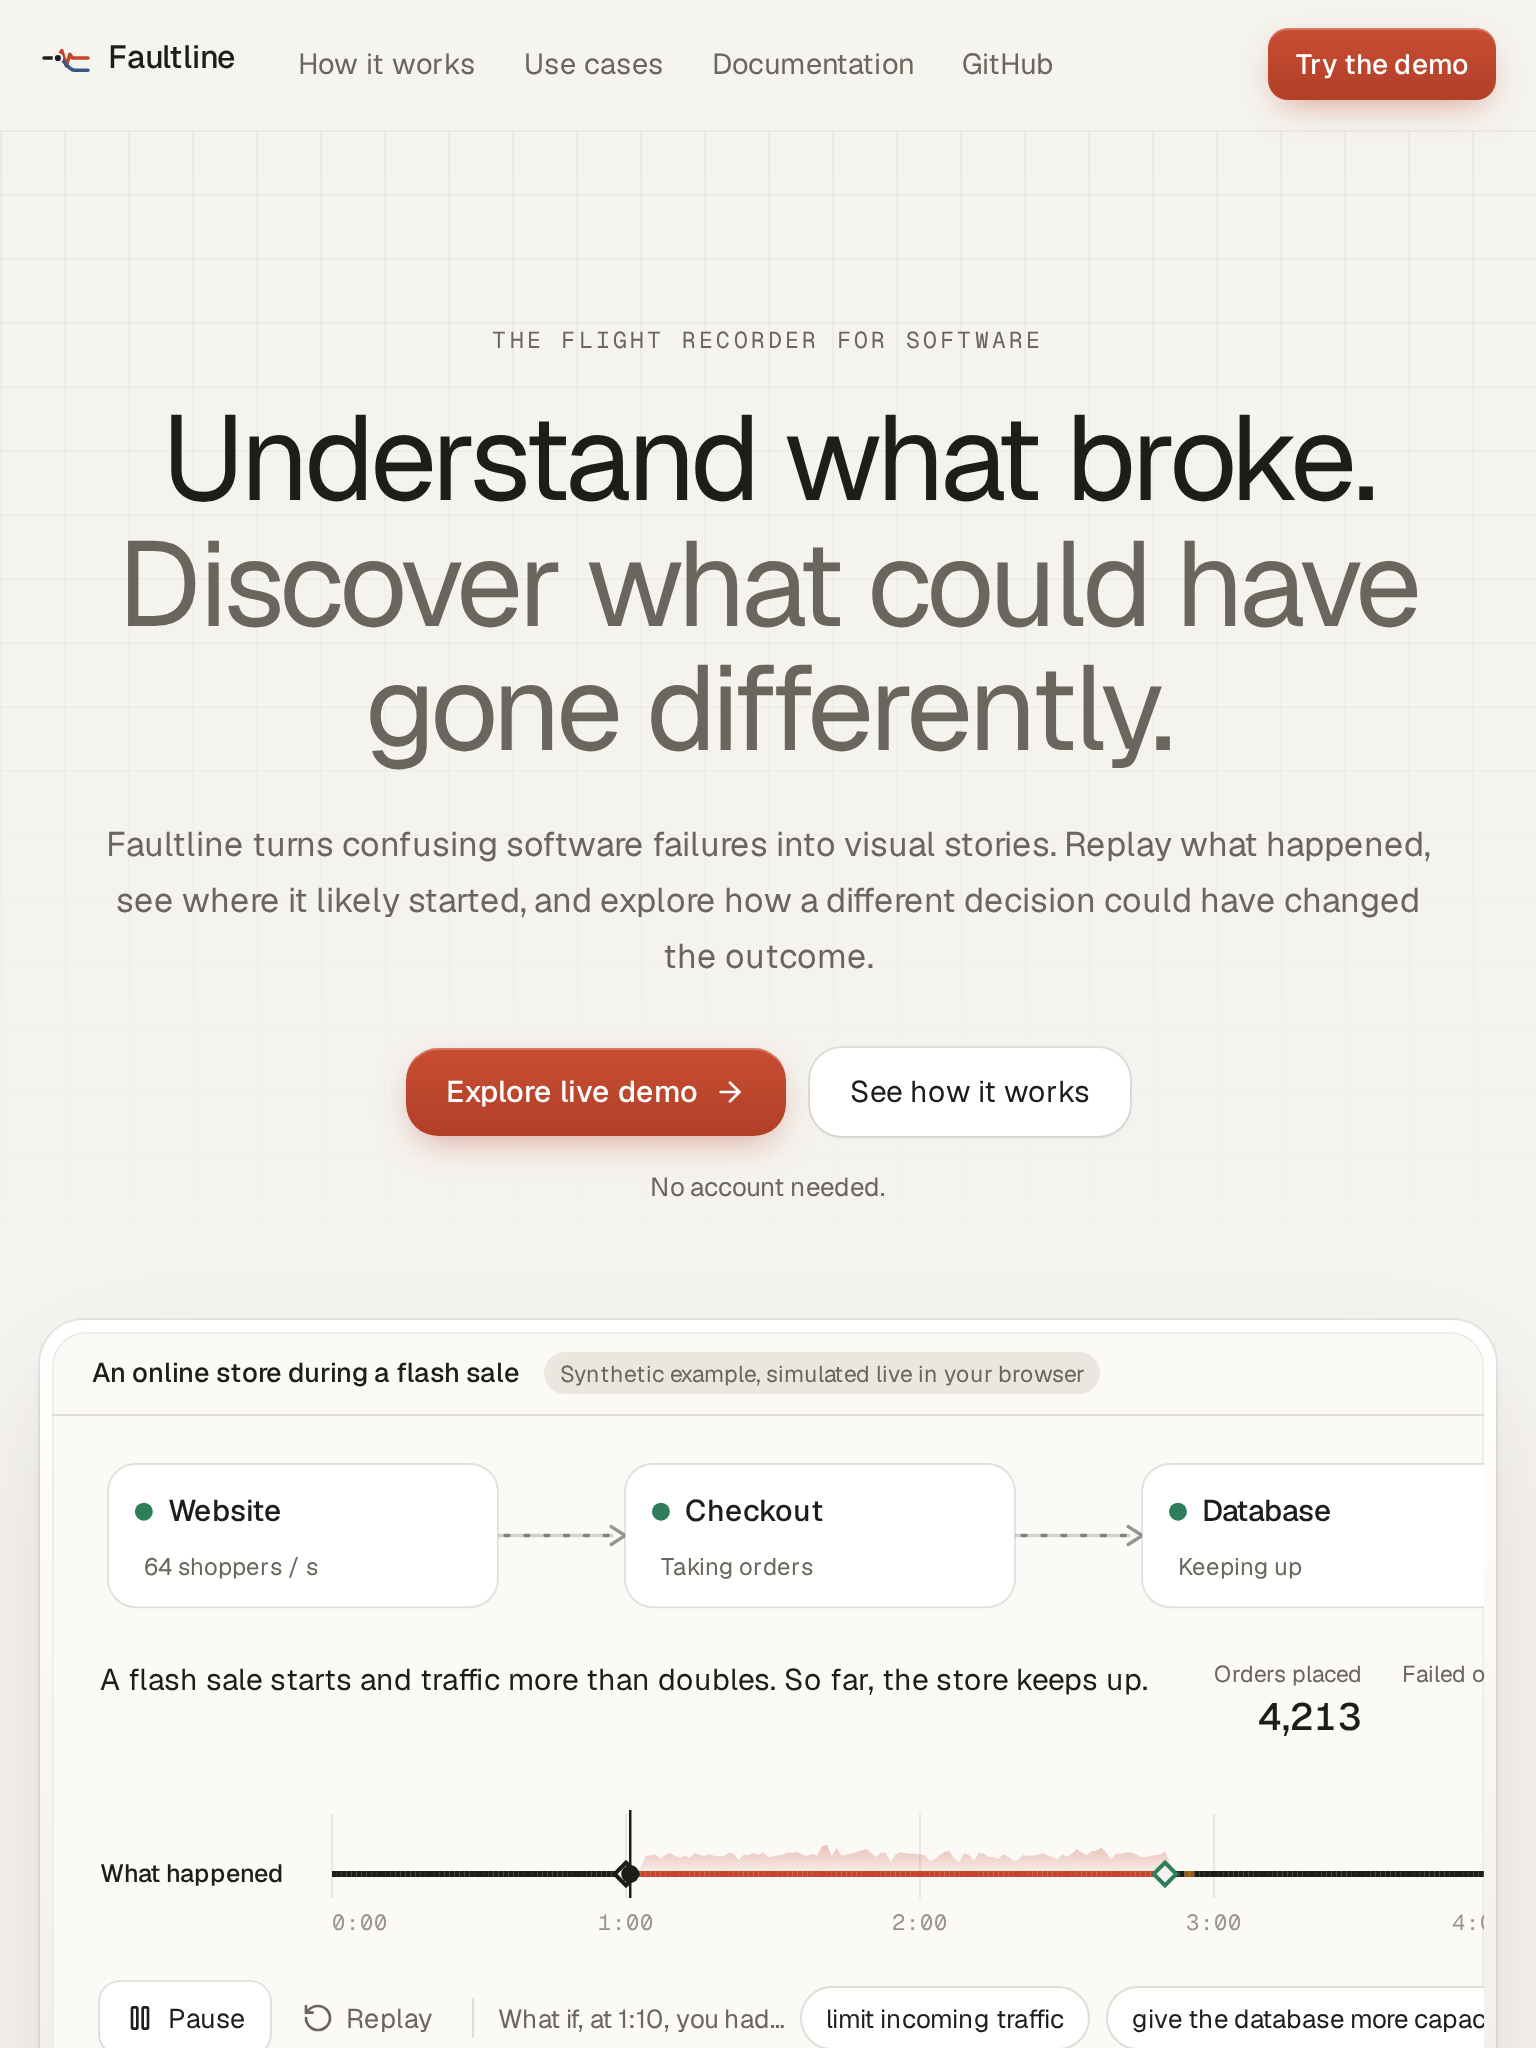 Faultline How it works Use cases Documentation GitHub Try the demo
THE FLIGHT RECORDER FOR SOFTWARE
Understand what broke.
Discover what could have
gone differently.
Faultline turns confusing software failures into visual stories. Replay what happened,
see where it likely started, and explore how a different decision could have changed
the outcome.
Explore live demo See how it works
No account needed.
An online store during a flash sale Synthetic example, simulated live in your browser
Website Checkout Database
64 shoppers / s Taking orders Keeping up
A flash sale starts and traffic more than doubles. So far, the store keeps up. Orders placed Failed
4,213
What happened
0:00 1:00 2:00 3:00
Pause Replay What if, at 1:10, you had… limit incoming traffic give the database more